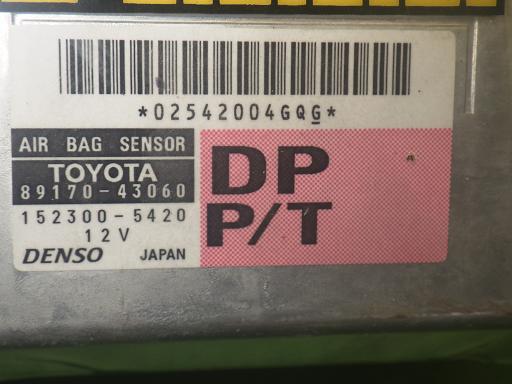 *02542004GQG*
AIR BAG SENSOR
TOYOTA
89170-43060
152300-5420
12V
DENSO JAPAN
DP
P/T